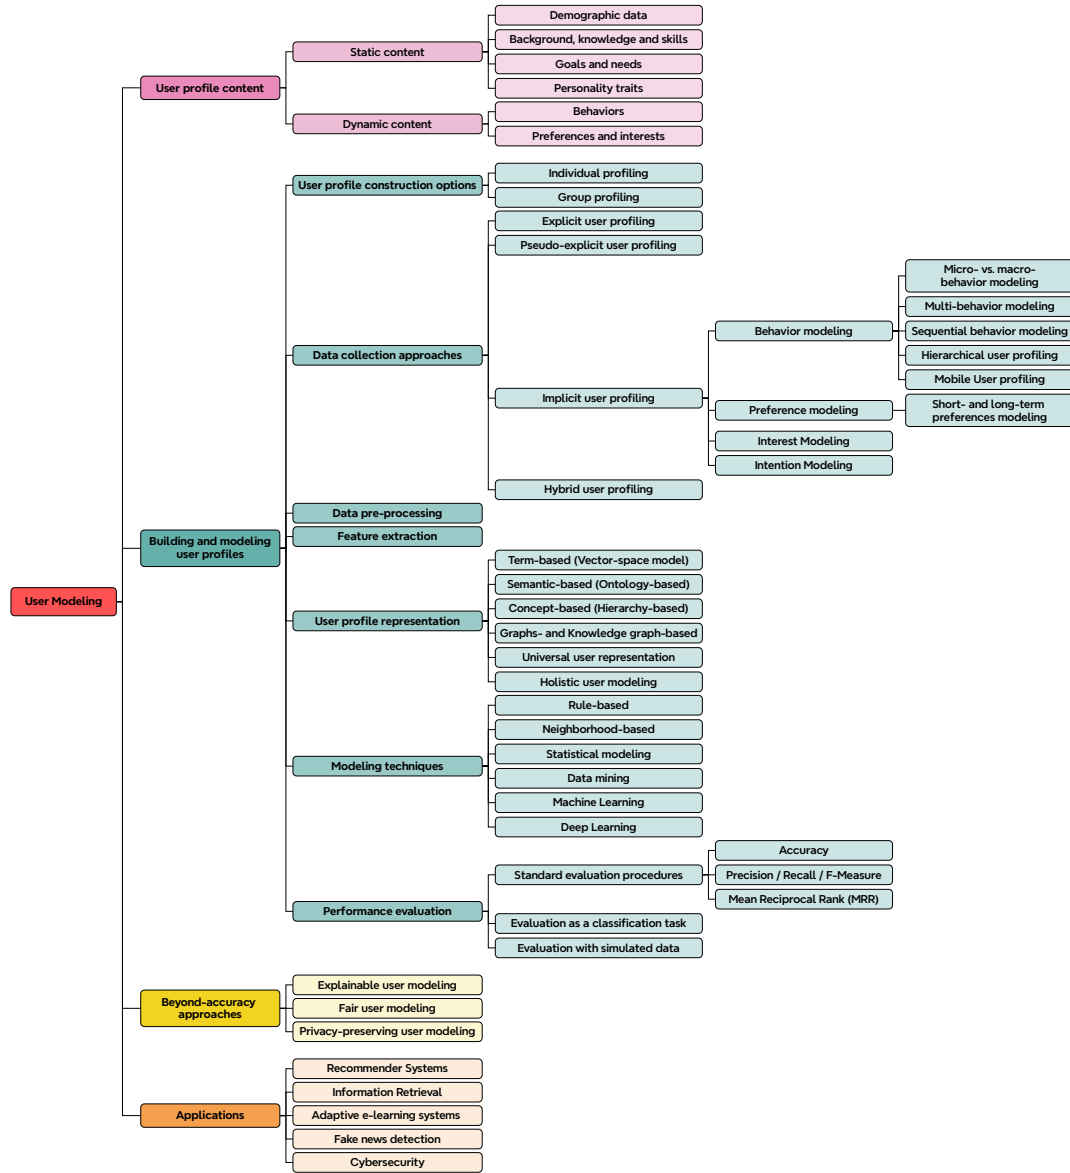 User Modeling
User profile content
Static content
Demographic data
Background, knowledge and skills
Goals and needs
Personality traits
Dynamic content
Behaviors
Preferences and interests
Building and modeling
user profiles
User profile construction options
Individual profiling
Group profiling
Data collection approaches
Explicit user profiling
Pseudo-explicit user profiling
Implicit user profiling
Behavior modeling
Micro- vs. macro-
behavior modeling
Multi-behavior modeling
Sequential behavior modeling
Hierarchical user profiling
Mobile User profiling
Preference modeling
Short- and long-term
preferences modeling
Interest Modeling
Intention Modeling
Hybrid user profiling
Data pre-processing
Feature extraction
User profile representation
Term-based (Vector-space model)
Semantic-based (Ontology-based)
Concept-based (Hierarchy-based)
Graphs- and Knowledge graph-based
Universal user representation
Holistic user modeling
Modeling techniques
Rule-based
Neighborhood-based
Statistical modeling
Data mining
Machine Learning
Deep Learning
Performance evaluation
Standard evaluation procedures
Accuracy
Precision / Recall / F-Measure
Mean Reciprocal Rank (MRR)
Evaluation as a classification task
Evaluation with simulated data
Beyond-accuracy
approaches
Explainable user modeling
Fair user modeling
Privacy-preserving user modeling
Applications
Recommender Systems
Information Retrieval
Adaptive e-learning systems
Fake news detection
Cybersecurity